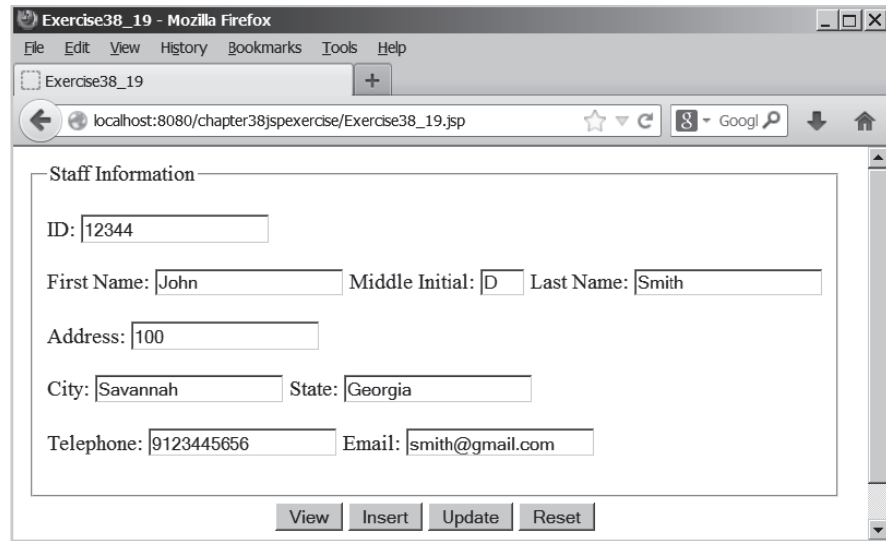 Exercise38_19 - Mozilla Firefox
File Edit View History Bookmarks Tools Help
Exercise38_19 +
localhost:8080/chapter38jspexercise/Exercise38_19.jsp 8 Googl
Staff Information
ID: 12344
First Name: John Middle Initial: D Last Name: Smith
Address: 100
City: Savannah State: Georgia
Telephone: 9123445656 Email: smith@gmail.com
View Insert Update Reset